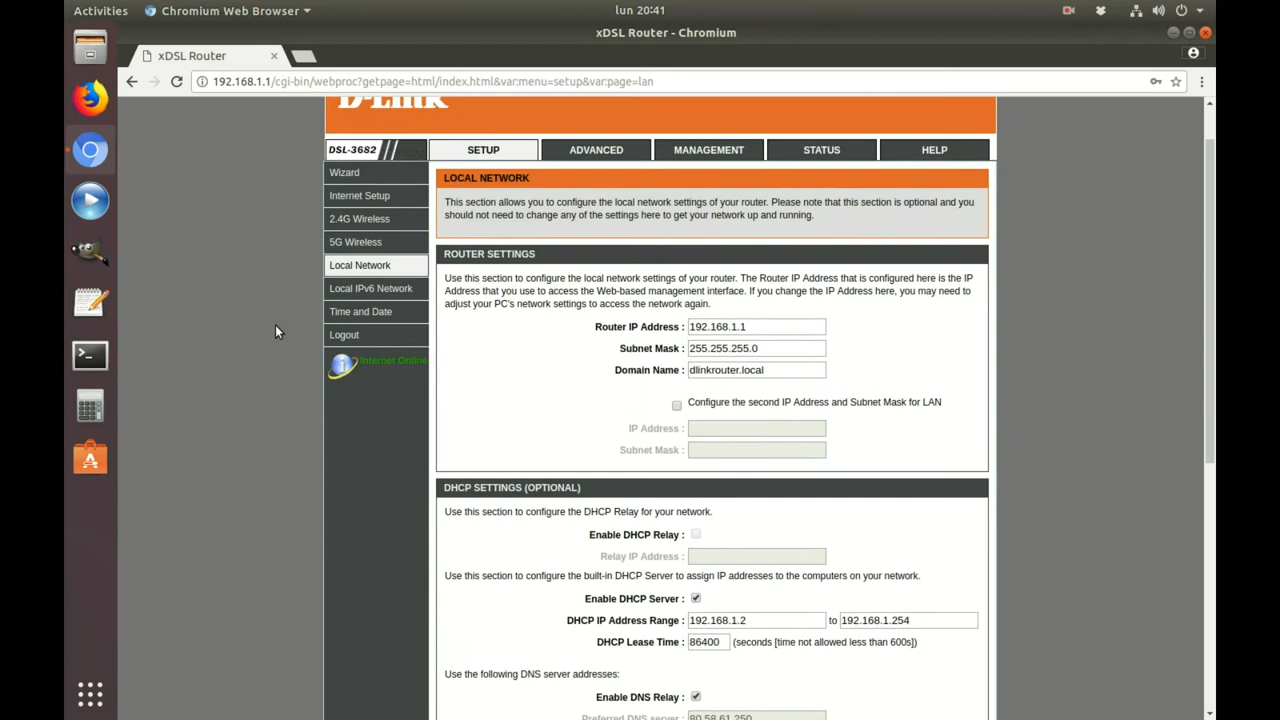 Activities
Chromium Web Browser
lun 20:41
xDSL Router - Chromium
xDSL Router
192.168.1.1/cgi-bin/webproc?getpage=html/index.html&var:menu=setup&var:page=lan
D-Link
DSL-3682
SETUP
ADVANCED
MANAGEMENT
STATUS
HELP
Wizard
Internet Setup
2.4G Wireless
5G Wireless
Local Network
Local IPv6 Network
Time and Date
Logout
Internet Online
LOCAL NETWORK
This section allows you to configure the local network settings of your router. Please note that this section is optional and you
should not need to change any of the settings here to get your network up and running.
ROUTER SETTINGS
Use this section to configure the local network settings of your router. The Router IP Address that is configured here is the IP
Address that you use to access the Web-based management interface. If you change the IP Address here, you may need to
adjust your PC's network settings to access the network again.
Router IP Address : 192.168.1.1
Subnet Mask : 255.255.255.0
Domain Name : dlinkrouter.local
Configure the second IP Address and Subnet Mask for LAN
IP Address :
Subnet Mask :
DHCP SETTINGS (OPTIONAL)
Use this section to configure the DHCP Relay for your network.
Enable DHCP Relay :
Relay IP Address :
Use this section to configure the built-in DHCP Server to assign IP addresses to the computers on your network.
Enable DHCP Server :
DHCP IP Address Range : 192.168.1.2 to 192.168.1.254
DHCP Lease Time : 86400 (seconds [time not allowed less than 600s])
Use the following DNS server addresses:
Enable DNS Relay :
Preferred DNS server : 80.58.61.250